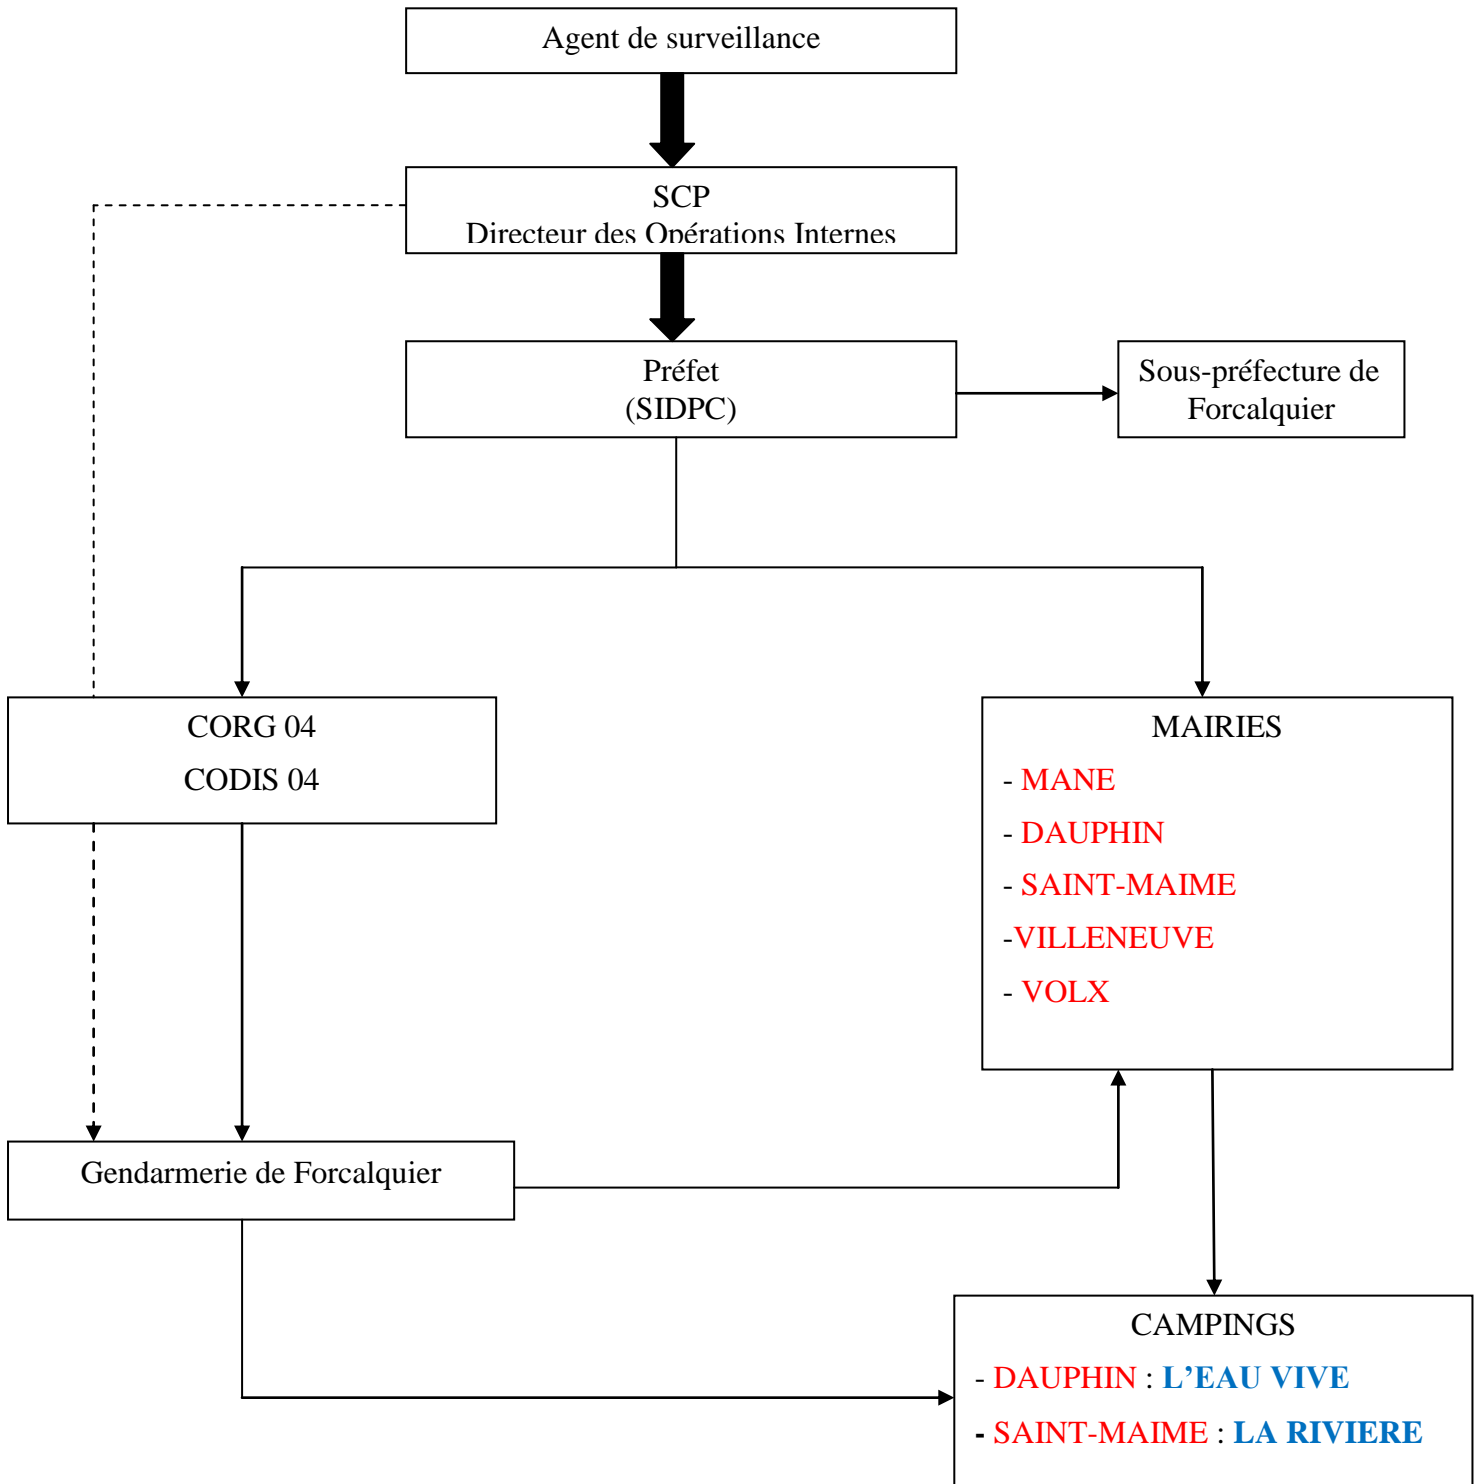 Agent de surveillance
SCP
Directeur des Opérations Internes
Préfet
(SIDPC)
Sous-préfecture de
Forcalquier
CORG 04
CODIS 04
MAIRIES
- MANE
- DAUPHIN
- SAINT-MAIME
-VILLENEUVE
- VOLX
Gendarmerie de Forcalquier
CAMPINGS
- DAUPHIN : L’EAU VIVE
- SAINT-MAIME : LA RIVIERE